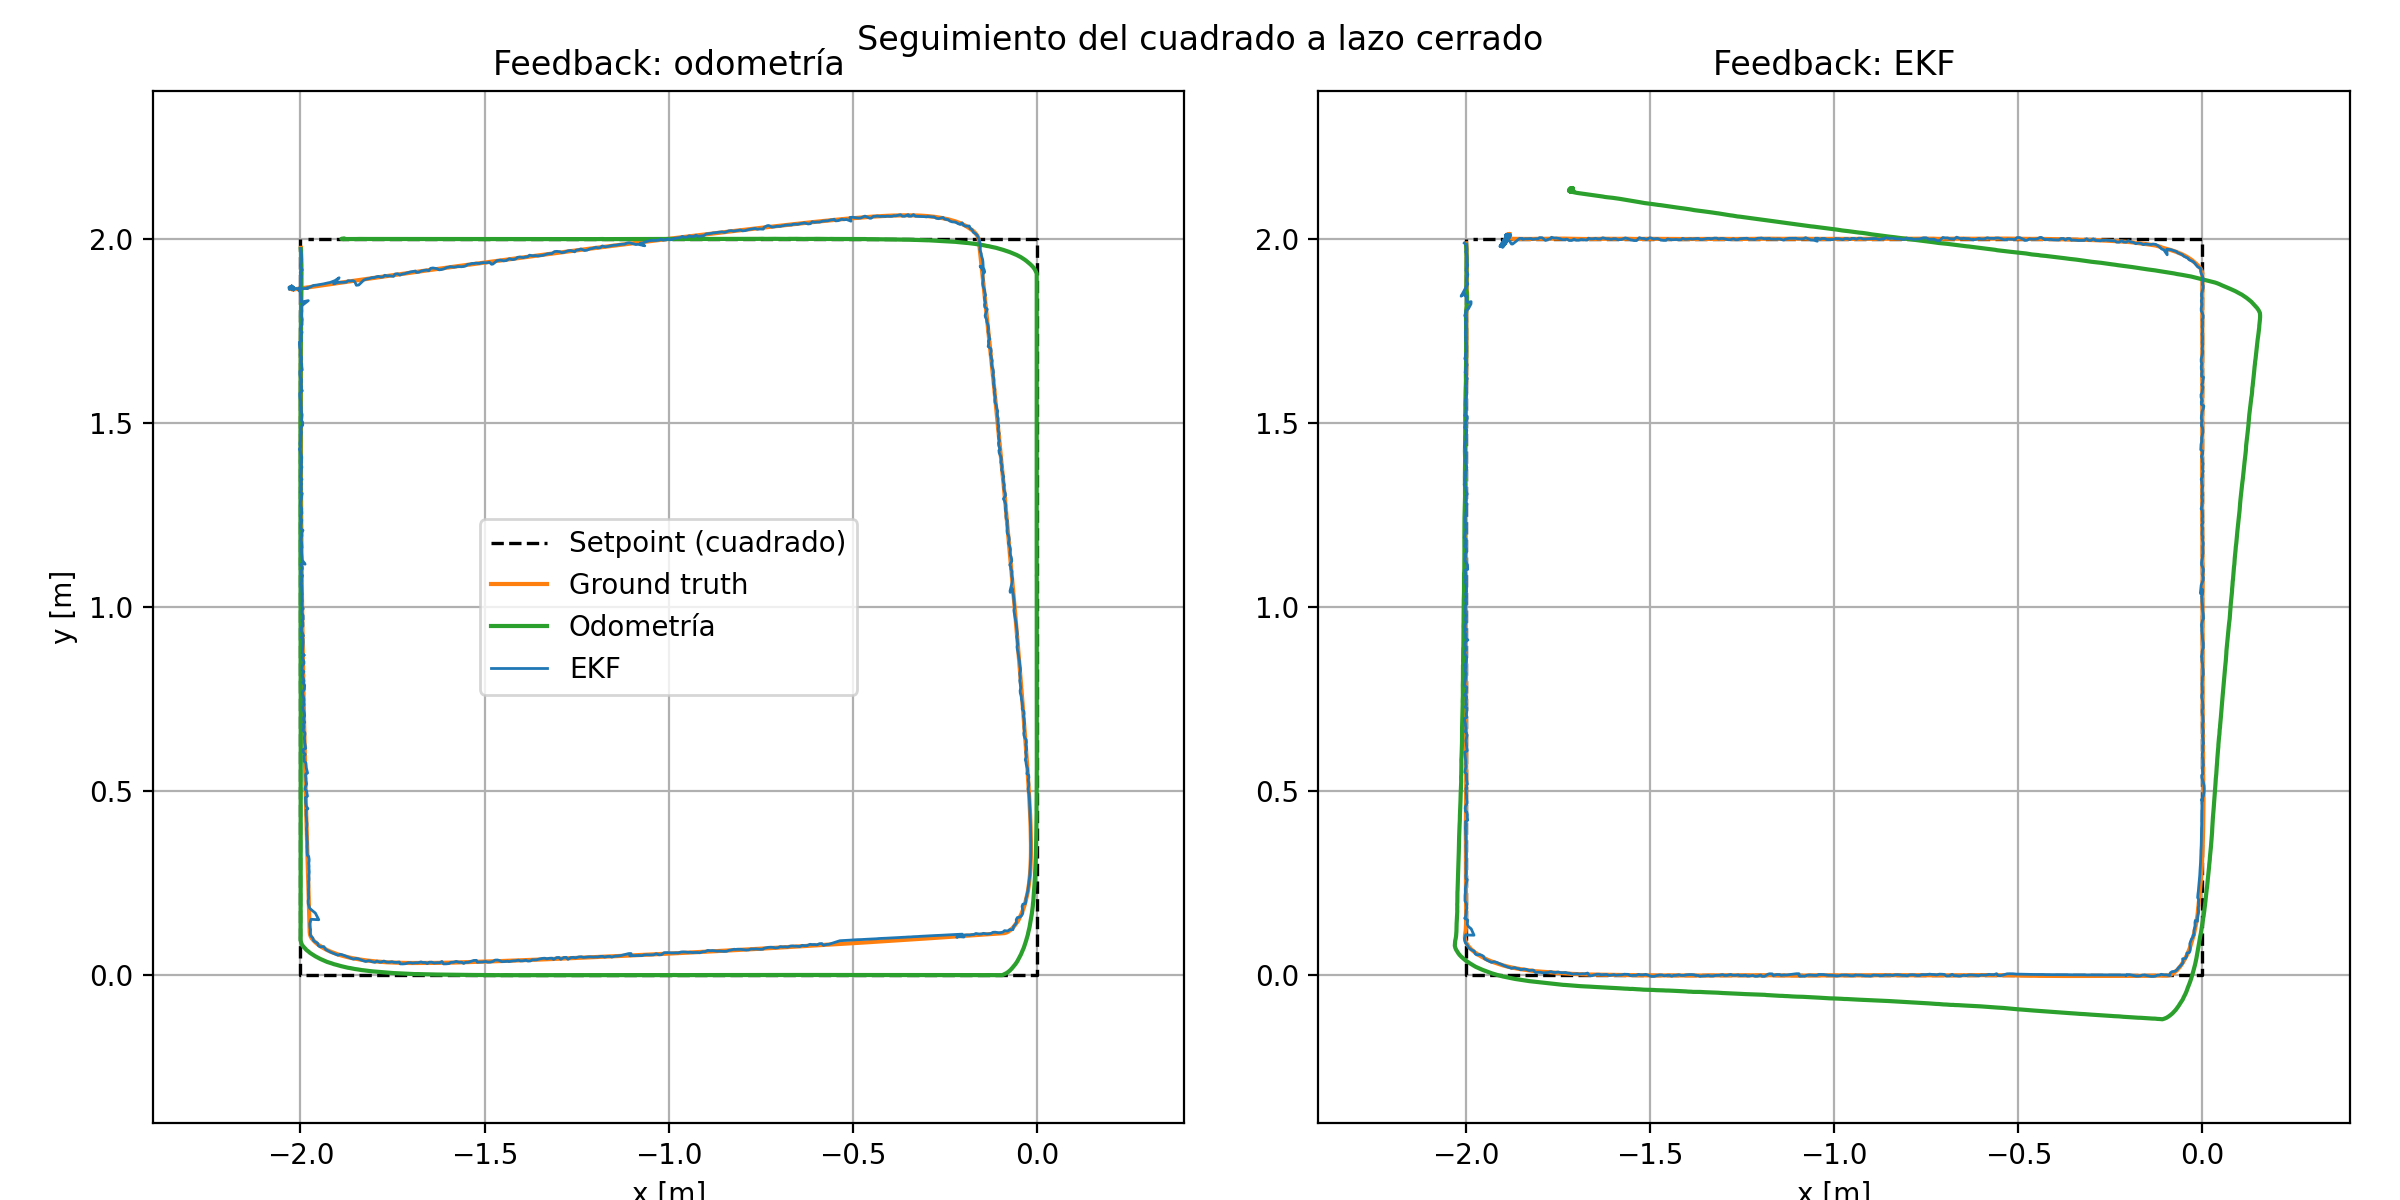 Seguimiento del cuadrado a lazo cerrado
Feedback: odometría
Feedback: EKF
2.0
1.5
1.0
0.5
0.0
y [m]
−2.0
−1.5
−1.0
−0.5
0.0
x [m]
Setpoint (cuadrado)
Ground truth
Odometría
EKF
2.0
1.5
1.0
0.5
0.0
−2.0
−1.5
−1.0
−0.5
0.0
x [m]